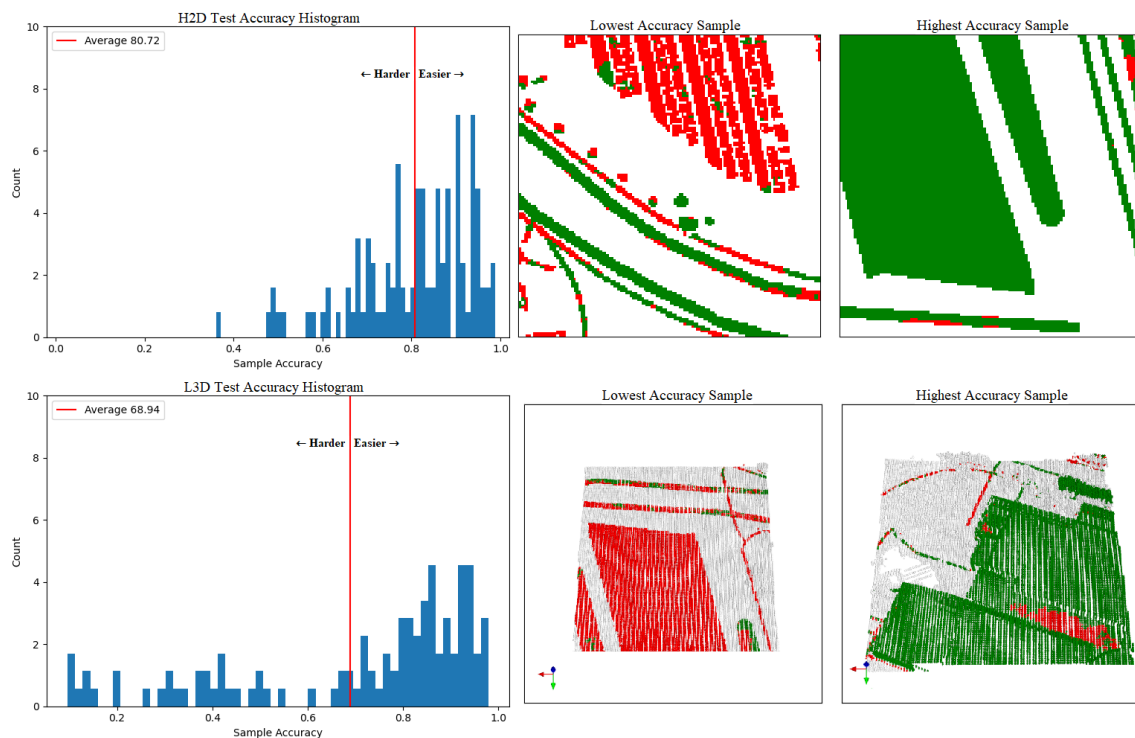 H2D Test Accuracy Histogram
Average 80.72
← Harder Easier →
10
8
6
4
2
0
Count
0.0 0.2 0.4 0.6 0.8 1.0
Sample Accuracy
Lowest Accuracy Sample
Highest Accuracy Sample
L3D Test Accuracy Histogram
Average 68.94
← Harder Easier →
10
8
6
4
2
0
Count
0.2 0.4 0.6 0.8 1.0
Sample Accuracy
Lowest Accuracy Sample
Highest Accuracy Sample